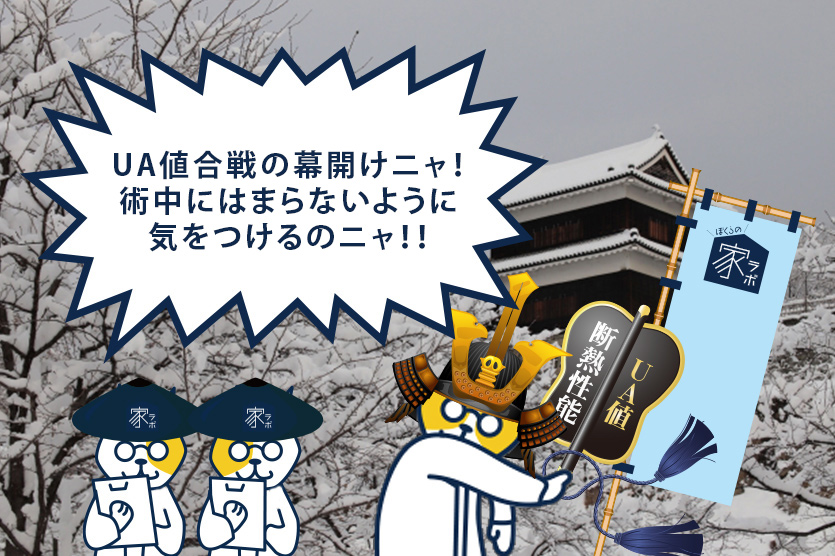 UA値合戦の幕開けニャ!
術中にはまらないように
気をつけるのニャ!!
ぼくらの
家ラボ
断熱性能
UA値
家ラボ
家ラボ